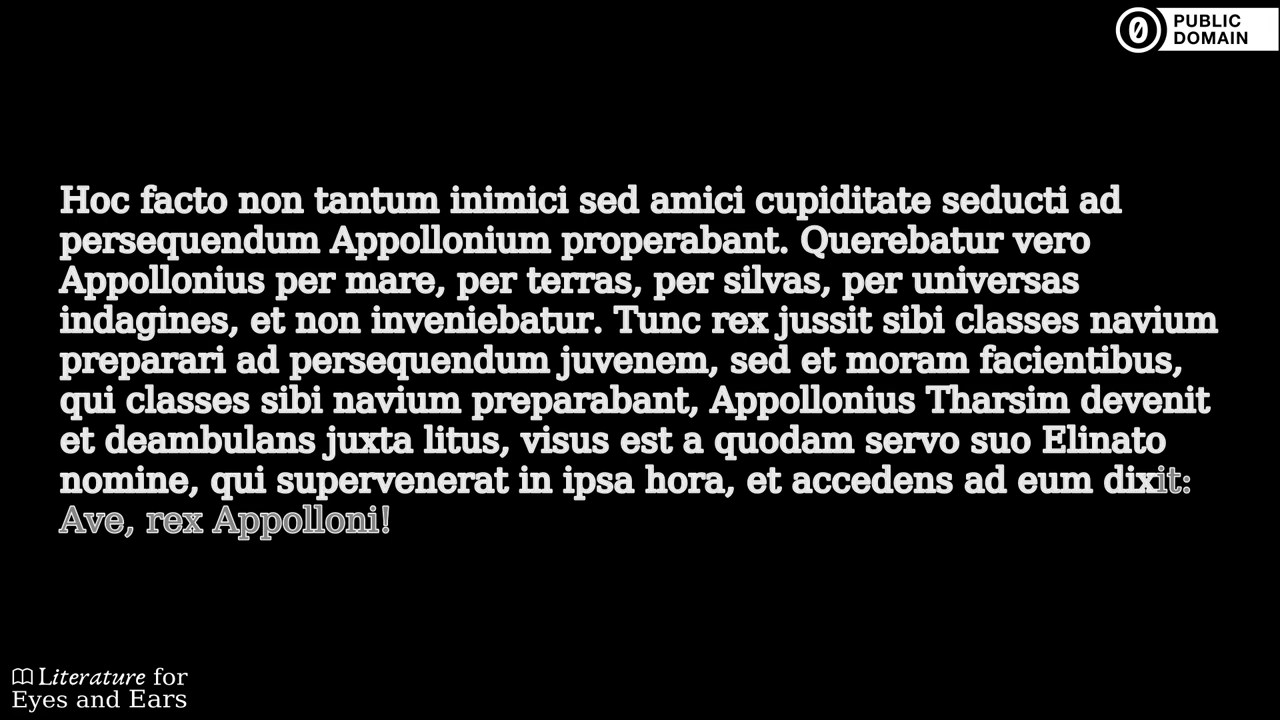 PUBLIC
DOMAIN
Hoc facto non tantum inimici sed amici cupiditate seducti ad
persequendum Appollonium properabant. Querebatur vero
Appollonius per mare, per terras, per silvas, per universas
indagines, et non inveniebatur. Tunc rex jussit sibi classes navium
preparari ad persequendum juvenem, sed et moram facientibus,
qui classes sibi navium preparabant, Appollonius Tharsim devenit
et deambulans juxta litus, visus est a quodam servo suo Elinato
nomine, qui supervenerat in ipsa hora, et accedens ad eum dixit:
Ave, rex Appolloni!
Literature for
Eyes and Ears